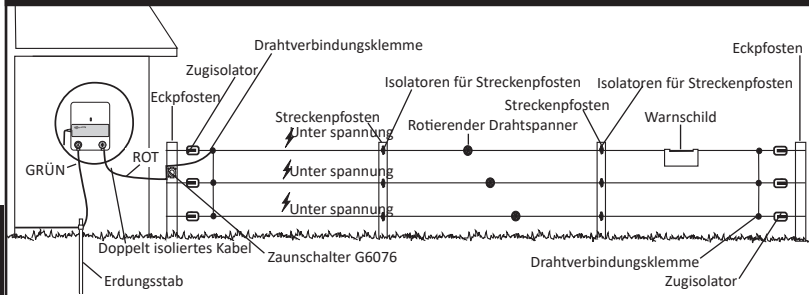 Drahtverbindungsklemme
Zugisolator
Eckpfosten
Eckpfosten
Isolatoren für Streckenpfosten
Isolatoren für Streckenpfosten
Streckenpfosten
Streckenpfosten
Warnschild
Rotierender Drahtspanner
Unter spannung
Unter spannung
Unter spannung
GRÜN
ROT
Doppelt isoliertes Kabel
Zaunschalter G6076
Erdungsstab
Drahtverbindungsklemme
Zugisolator